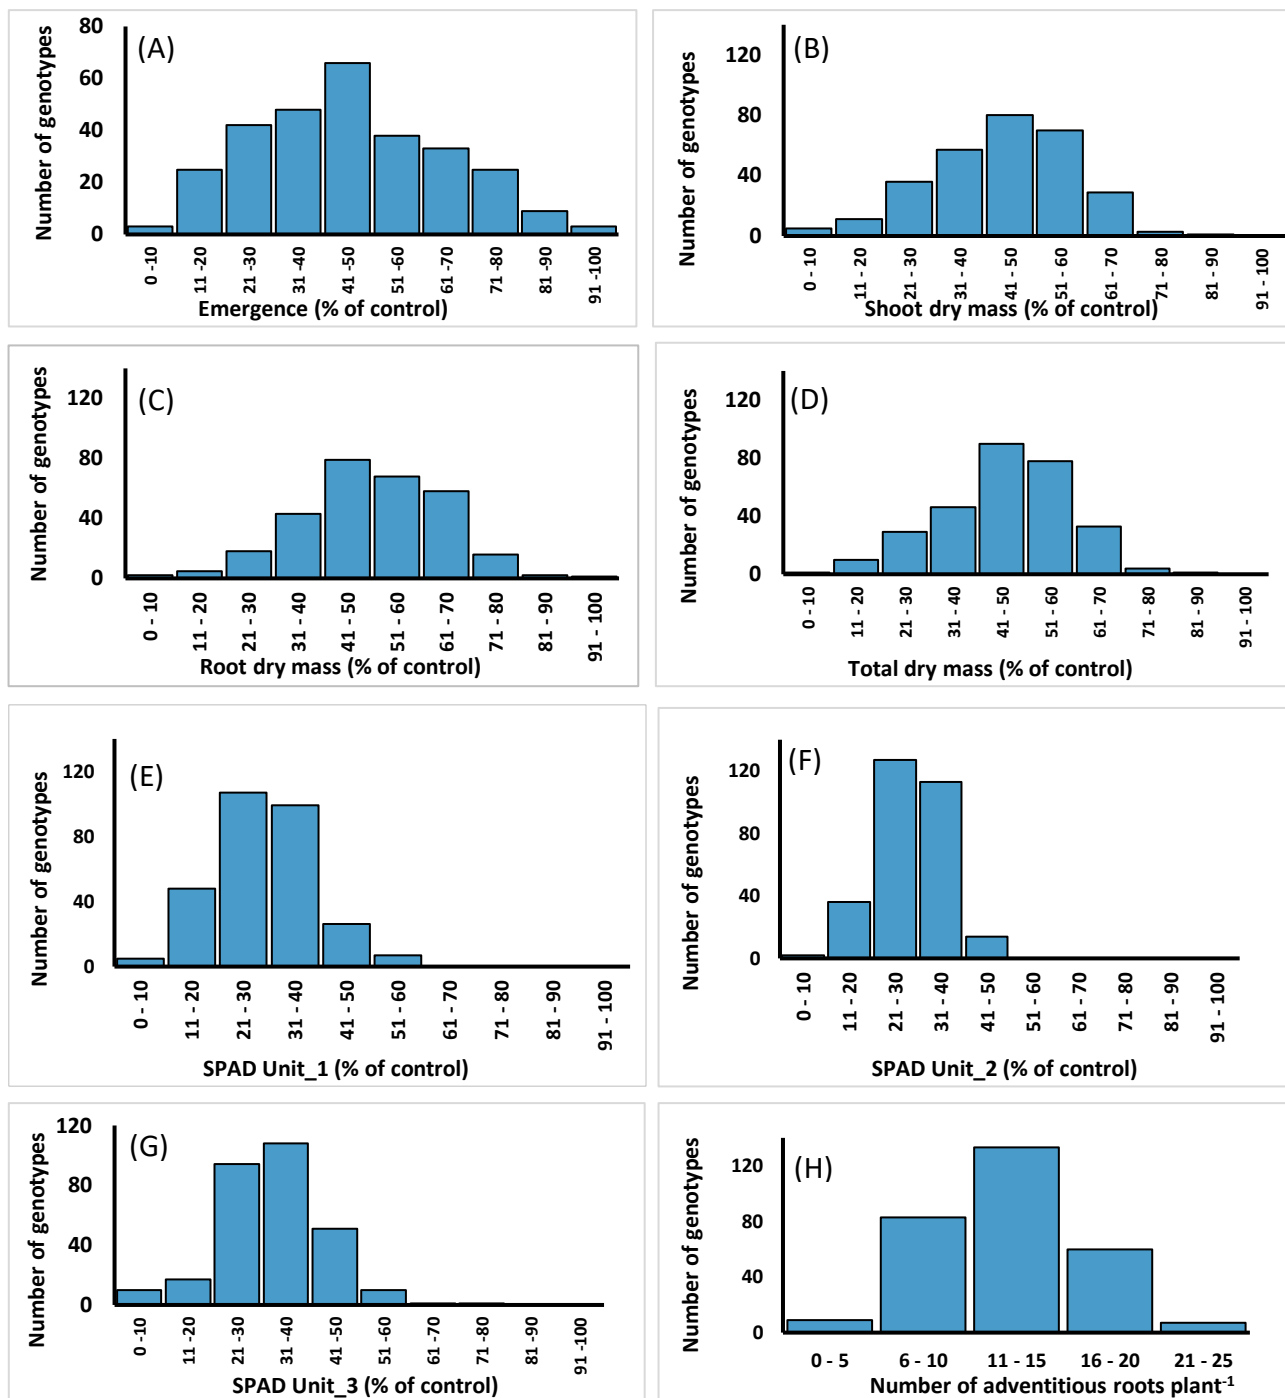 (A)
Number of genotypes
80
60
40
20
0
0 -10
11 -20
21 -30
31 -40
41 -50
51 -60
61 -70
71 -80
81 -90
91 -100
Emergence (% of control)
(B)
Number of genotypes
120
80
40
0
0 - 10
11 - 20
21 - 30
31 - 40
41 - 50
51 - 60
61 - 70
71 - 80
81 - 90
91 - 100
Shoot dry mass (% of control)
(C)
Number of genotypes
120
80
40
0
0 - 10
11 - 20
21 - 30
31 - 40
41 - 50
51 - 60
61 - 70
71 - 80
81 - 90
91 - 100
Root dry mass (% of control)
(D)
Number of genotypes
120
80
40
0
0 - 10
11 - 20
21 - 30
31 - 40
41 - 50
51 - 60
61 - 70
71 - 80
81 - 90
91 - 100
Total dry mass (% of control)
(E)
Number of genotypes
120
80
40
0
0 - 10
11 - 20
21 - 30
31 - 40
41 - 50
51 - 60
61 - 70
71 - 80
81 - 90
91 - 100
SPAD Unit_1 (% of control)
(F)
Number of genotypes
120
80
40
0
0 - 10
11 - 20
21 - 30
31 - 40
41 - 50
51 - 60
61 - 70
71 - 80
81 - 90
91 - 100
SPAD Unit_2 (% of control)
(G)
Number of genotypes
120
80
40
0
0 -10
11 -20
21 -30
31 -40
41 -50
51 -60
61 -70
71 -80
81 -90
91 -100
SPAD Unit_3 (% of control)
(H)
Number of genotypes
120
80
40
0
0 - 5
6 - 10
11 - 15
16 - 20
21 - 25
Number of adventitious roots plant⁻¹